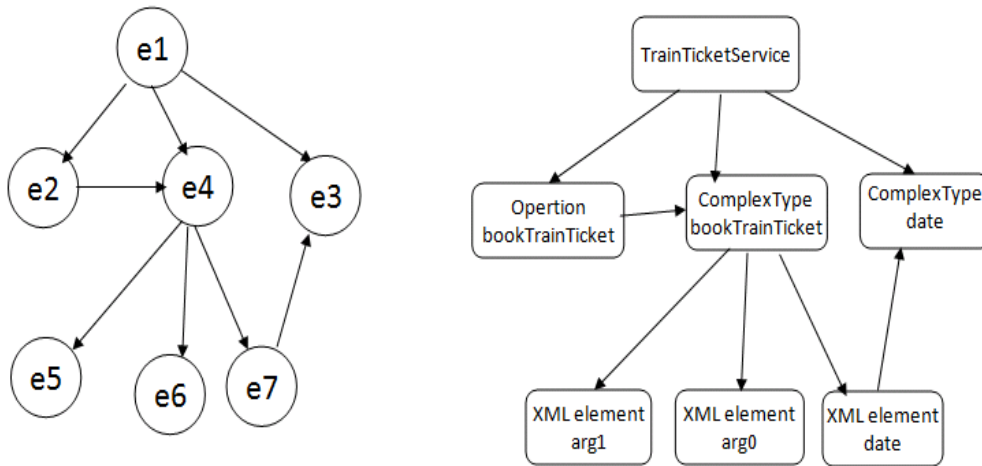 e1
e2
e4
e3
e5
e6
e7
TrainTicketService
Opertion
bookTrainTicket
ComplexType
bookTrainTicket
ComplexType
date
XML element
arg1
XML element
arg0
XML element
date